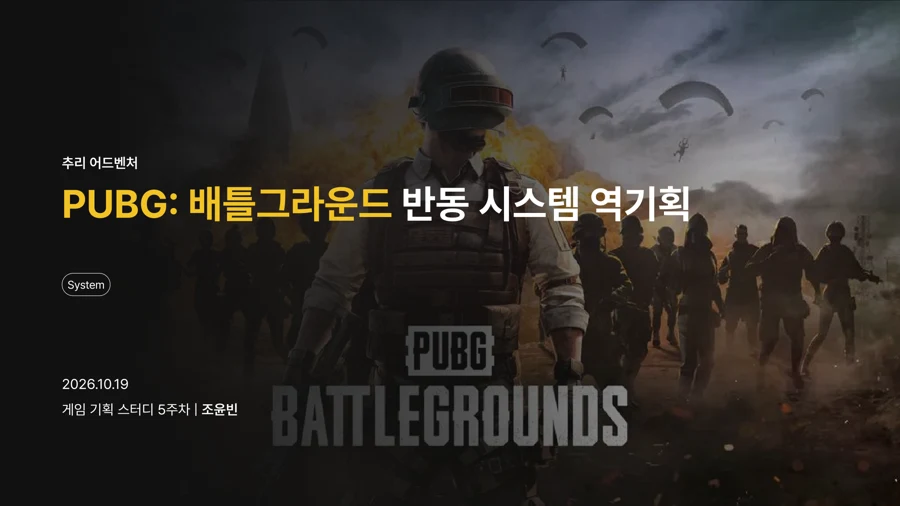 추리 어드벤처
PUBG: 배틀그라운드 반동 시스템 역기획
System
2026.10.19
게임 기획 스터디 5주차 | 조윤빈
PUBG
BATTLEGROUNDS